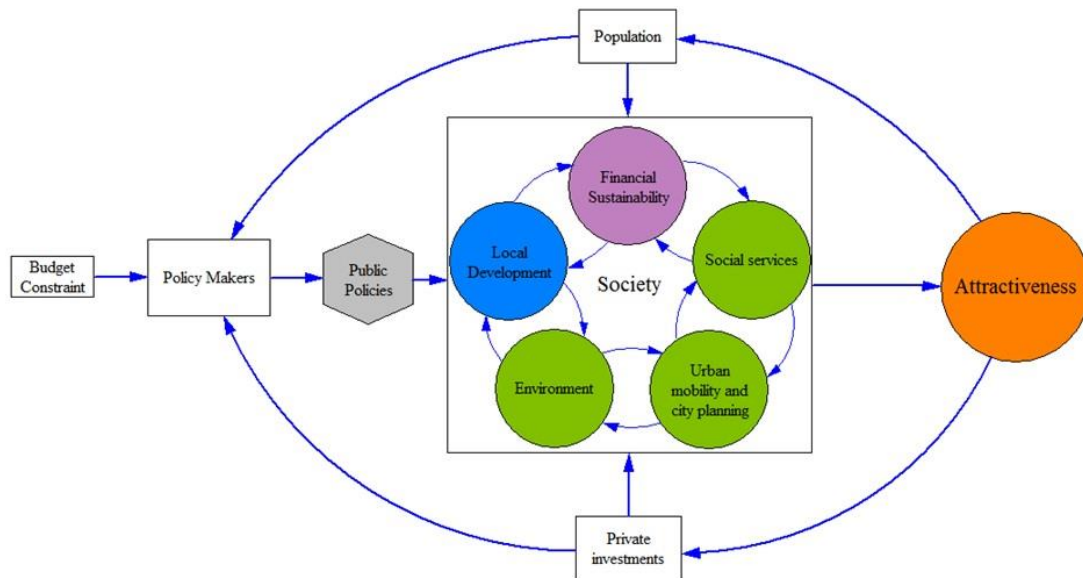 Population
Financial
Sustainability
Local
Development
Social services
Society
Budget
Constraint
Policy Makers
Public
Policies
Attractiveness
Environment
Urban
mobility and
city planning
Private
investments